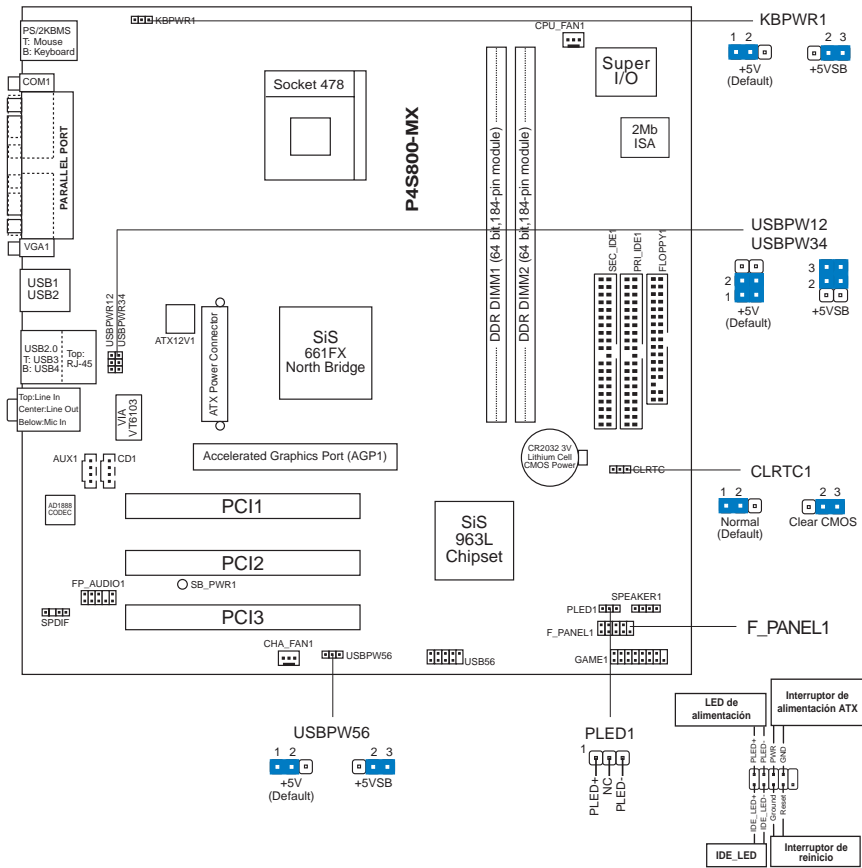 PS/2KBMS
T: Mouse
B: Keyboard
KBPWR1
CPU_FAN1
KBPWR1
1 2
2 3
+5V
(Default)
+5VSB
COM1
PARALLEL PORT
VGA1
Socket 478
P4S800-MX
DDR DIMM1 (64 bit,184-pin module)
DDR DIMM2 (64 bit,184-pin module)
Super
I/O
2Mb
ISA
SEC_IDE1
PRI_IDE1
FLOPPY1
USBPW12
USBPW34
2
1
+5V
(Default)
3
2
+5VSB
USB1
USB2
USB2.0
T: USB3
B: USB4
Top:
RJ-45
USBPWR12
USBPWR34
ATX12V1
ATX Power Connector
SiS
661FX
North Bridge
Top:Line In
Center:Line Out
Below:Mic In
VIA
VT6103
AUX1
CD1
Accelerated Graphics Port (AGP1)
CR2032 3V
Lithium Cell
CMOS Power
CLRTC
CLRTC1
1 2
2 3
Normal
(Default)
Clear CMOS
AD1888
CODEC
PCI1
SiS
963L
Chipset
PCI2
SB_PWR1
FP_AUDIO1
SPDIF
PCI3
SPEAKER1
PLED1
F_PANEL1
F_PANEL1
CHA_FAN1
USBPW56
USB56
GAME1
USBPW56
1 2
2 3
+5V
(Default)
+5VSB
PLED1
1
PLED+
NC
PLED-
LED de
alimentación
Interruptor de
alimentación ATX
PLED+
PLED-
PWR
GND
IDE_LED+
IDE_LED-
Ground
Reset
IDE_LED
Interruptor de
reinicio